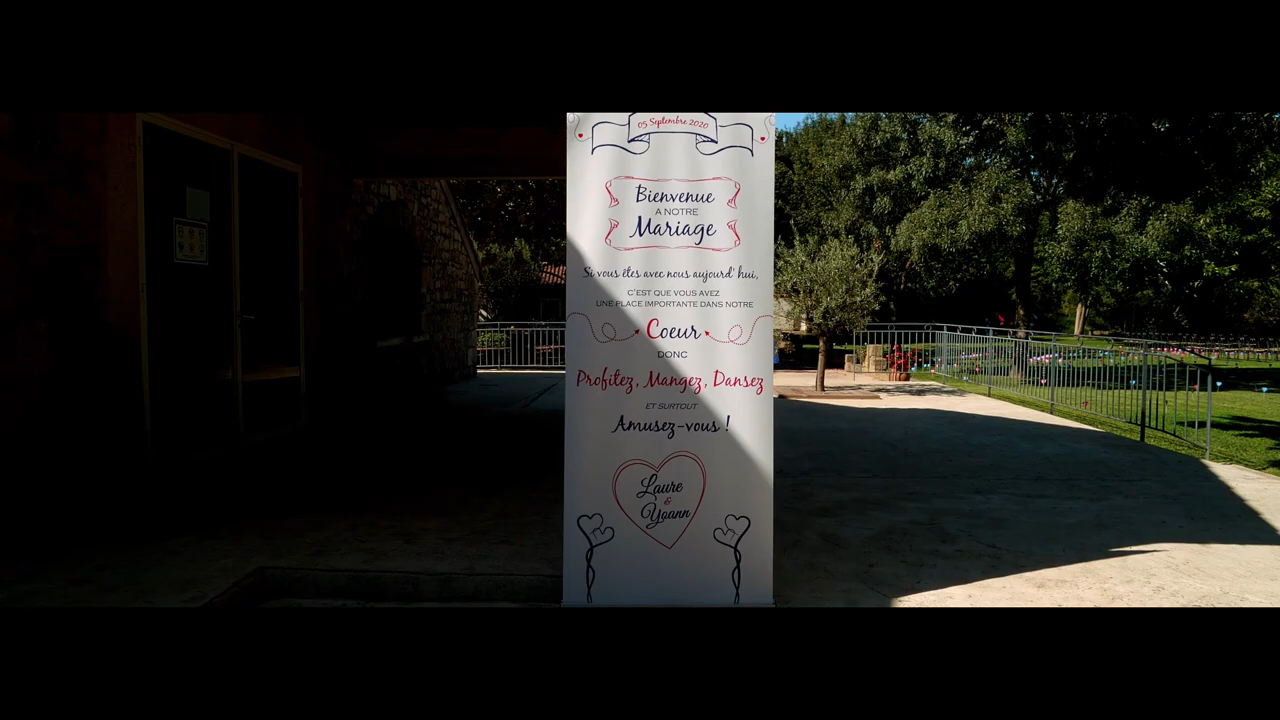 05 Septembre 2020
Bienvenue
A NOTRE
Mariage
Si vous êtes avec nous aujourd' hui,
C'EST QUE VOUS AVEZ
UNE PLACE IMPORTANTE DANS NOTRE
Coeur
DONC
Profitez, Mangez, Dansez
ET SURTOUT
Amusez-vous !
Laure
&
Yoann